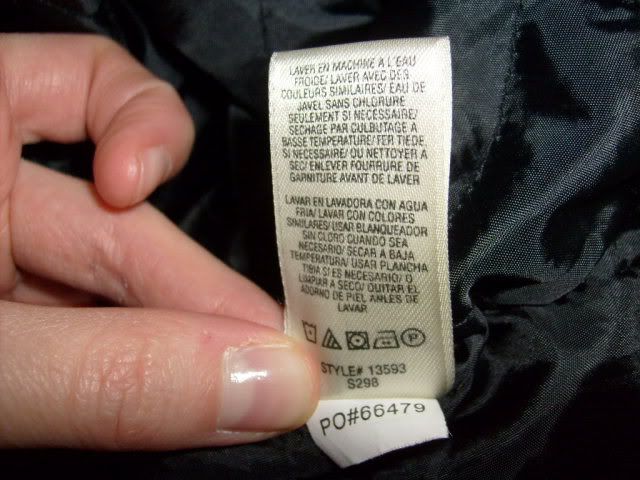 LAVER EN MACHINE A L'EAU
FROIDE/ LAVER AVEC DES
COULEURS SIMILAIRES/ EAU DE
JAVEL SANS CHLORURE
SEULEMENT SI NECESSAIRE/
SECHAGE PAR CULBUTAGE A
BASSE TEMPERATURE/ FER TIEDE,
SI NECESSAIRE/ OU NETTOYER A
SEC/ ENLEVER FOURRURE DE
GARNITURE AVANT DE LAVER
LAVAR EN LAVADORA CON AGUA
FRIA/ LAVAR CON COLORES
SIMILARES/ USAR BLANQUEADOR
SIN CLORO CUANDO SEA
NECESARIO/ SECAR A BAJA
TEMPERATURA/ USAR PLANCHA
TIBIA SI ES NECESARIO/ O
LIMPIAR A SECO/ QUITAR EL
ADORNO DE PIEL ANLES DE
LAVAR
P
STYLE# 13593
S298
PO#66479